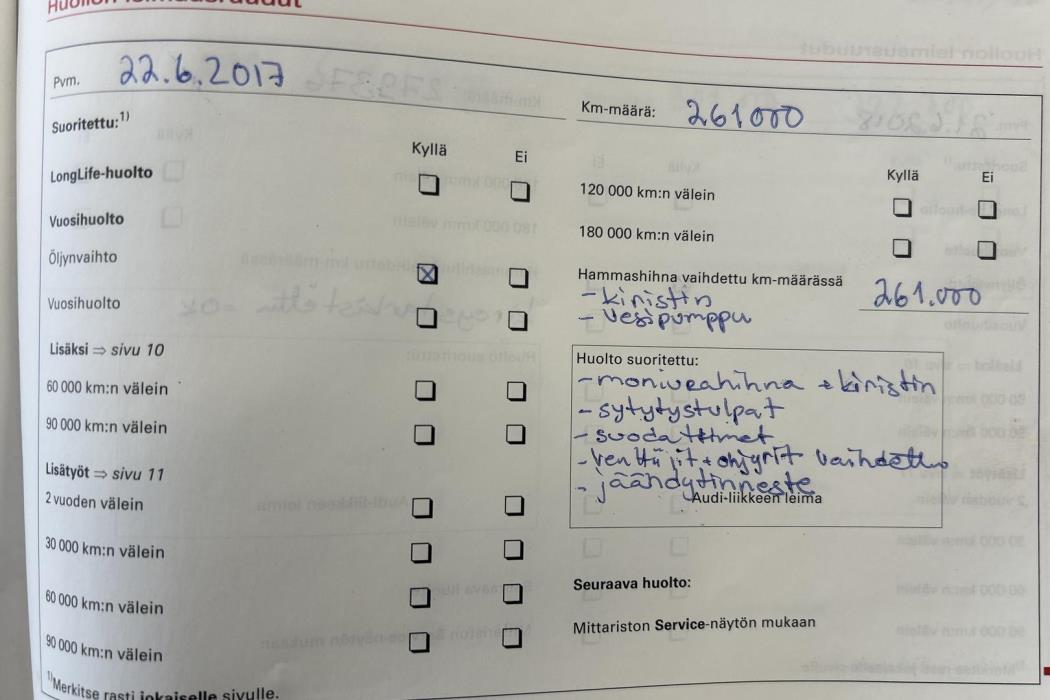 Huollon leimausruudut
Pvm. 22.6.2017
Km-määrä: 261000
Suoritettu:1)
Kyllä Ei
LongLife-huolto
Vuosihuolto
Öljynvaihto
Vuosihuolto
Lisäksi ⇒ sivu 10
60 000 km:n välein
90 000 km:n välein
Lisätyöt ⇒ sivu 11
2 vuoden välein
30 000 km:n välein
60 000 km:n välein
90 000 km:n välein
1)Merkitse rasti jokaiselle sivulle.
Kyllä Ei
120 000 km:n välein
180 000 km:n välein
Hammashihna vaihdettu km-määrässä 261.000
- kiristin
- vesipumppu
Huolto suoritettu:
- moniurahihna + kiristin
- sytytystulpat
- suodattimet
- venttiilit + ohjurit vaihdettu
- jäähdytinneste
Audi-liikkeen leima
Seuraava huolto:
Mittariston Service-näytön mukaan